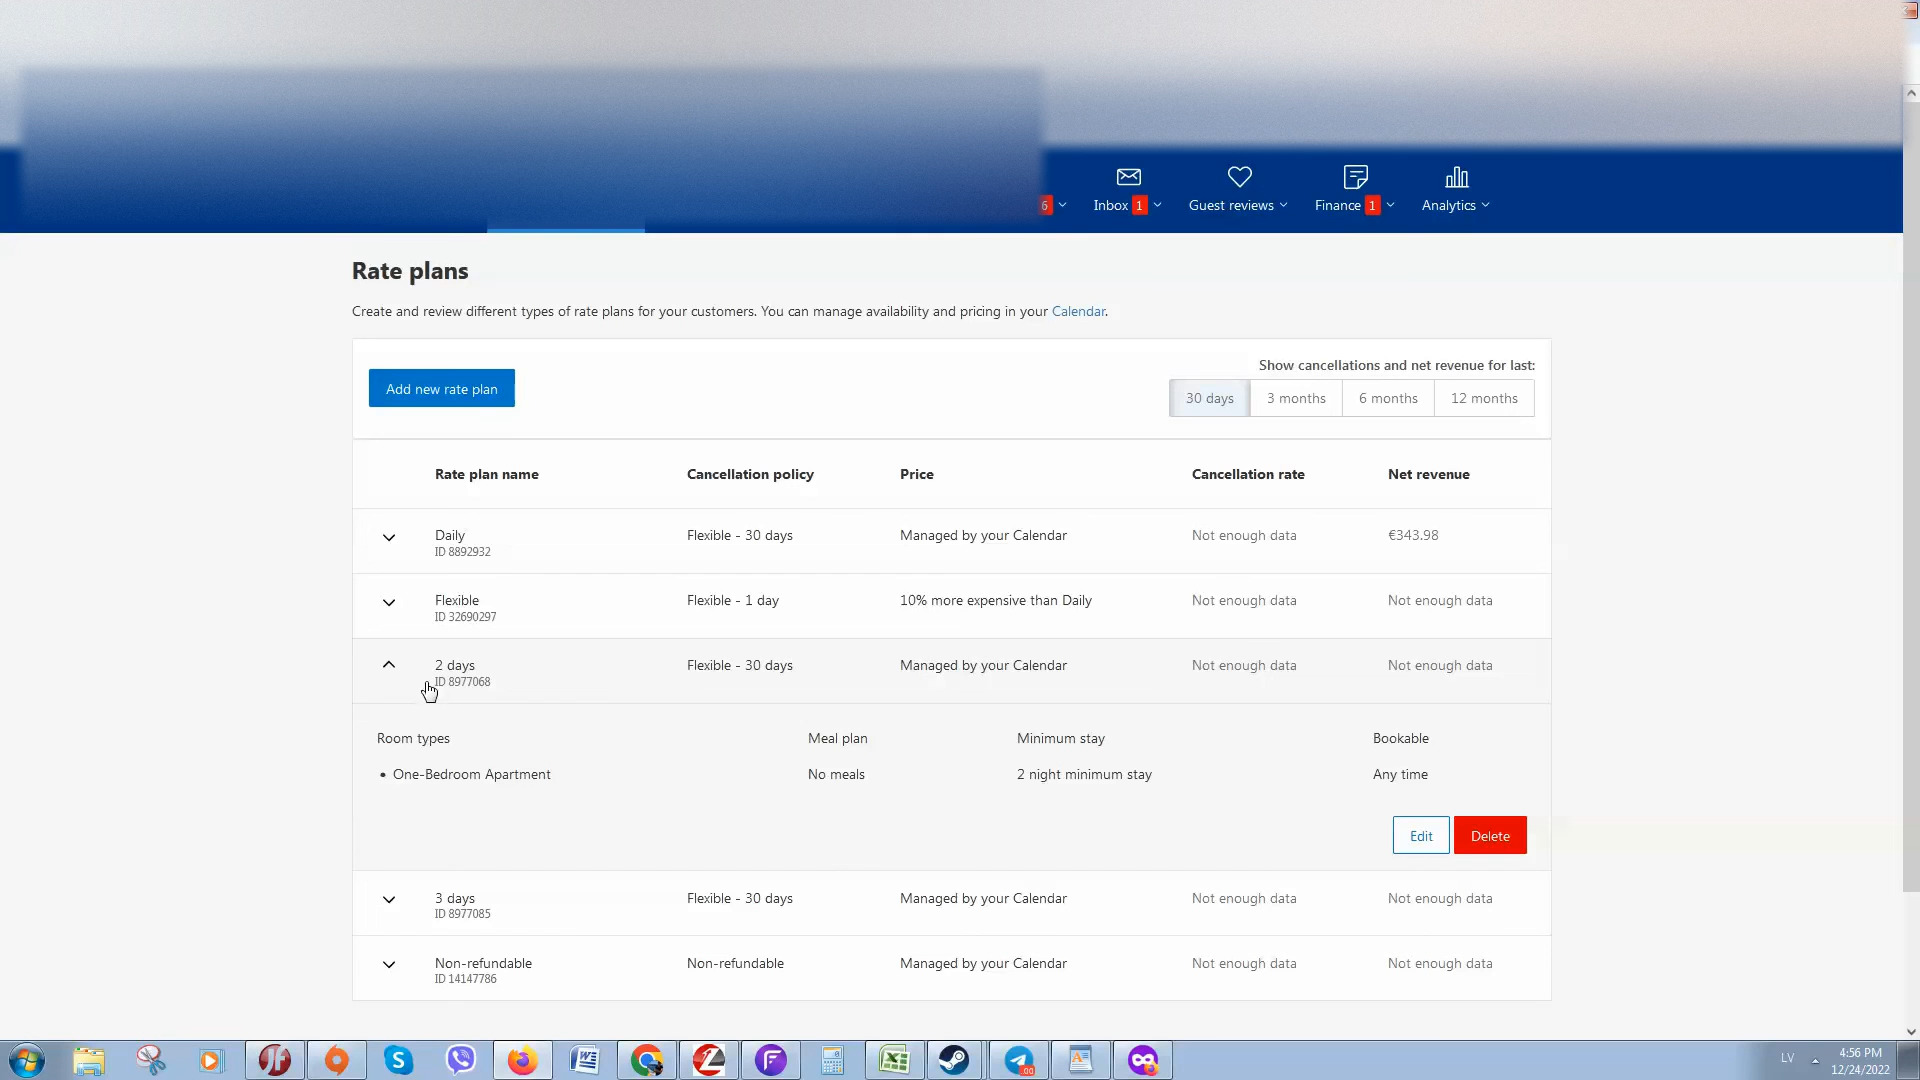 6
Inbox 1
Guest reviews
Finance 1
Analytics
Rate plans
Create and review different types of rate plans for your customers. You can manage availability and pricing in your Calendar.
Show cancellations and net revenue for last:
Add new rate plan
30 days 3 months 6 months 12 months
Rate plan name Cancellation policy Price Cancellation rate Net revenue
Daily Flexible - 30 days Managed by your Calendar Not enough data €343.98
ID 8892932
Flexible Flexible - 1 day 10% more expensive than Daily Not enough data Not enough data
ID 32690297
2 days Flexible - 30 days Managed by your Calendar Not enough data Not enough data
ID 8977068
Room types Meal plan Minimum stay Bookable
• One-Bedroom Apartment No meals 2 night minimum stay Any time
Edit Delete
3 days Flexible - 30 days Managed by your Calendar Not enough data Not enough data
ID 8977085
Non-refundable Non-refundable Managed by your Calendar Not enough data Not enough data
ID 14147786
LV
4:56 PM
12/24/2022